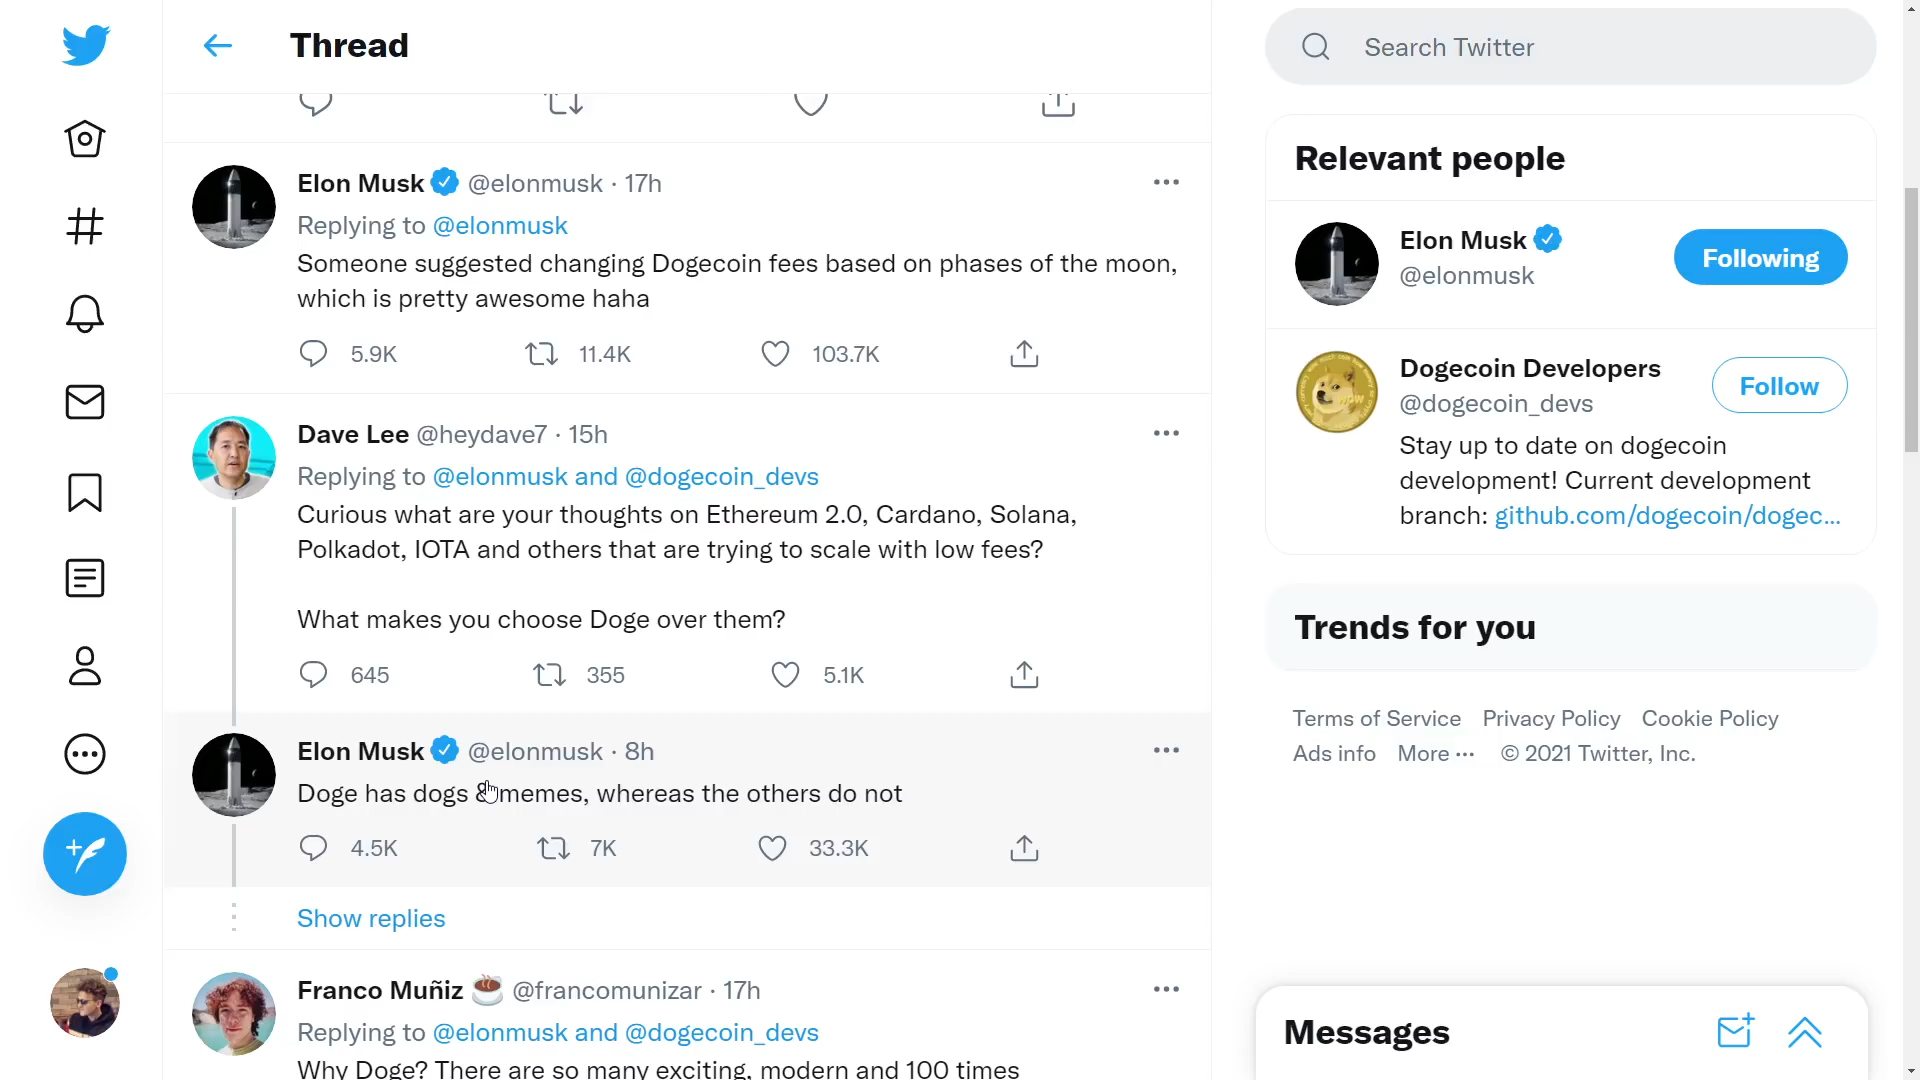 Thread
Search Twitter
Elon Musk @elonmusk · 17h
Replying to @elonmusk
Someone suggested changing Dogecoin fees based on phases of the moon,
which is pretty awesome haha
5.9K 11.4K 103.7K
Dave Lee @heydave7 · 15h
Replying to @elonmusk and @dogecoin_devs
Curious what are your thoughts on Ethereum 2.0, Cardano, Solana,
Polkadot, IOTA and others that are trying to scale with low fees?
What makes you choose Doge over them?
645 355 5.1K
Elon Musk @elonmusk · 8h
Doge has dogs & memes, whereas the others do not
4.5K 7K 33.3K
Show replies
Franco Muñiz ☕ @francomunizar · 17h
Replying to @elonmusk and @dogecoin_devs
Why Doge? There are so many exciting, modern and 100 times
Relevant people
Elon Musk
@elonmusk
Following
Dogecoin Developers
@dogecoin_devs
Follow
Stay up to date on dogecoin
development! Current development
branch: github.com/dogecoin/dogec...
Trends for you
Terms of Service Privacy Policy Cookie Policy
Ads info More ··· © 2021 Twitter, Inc.
Messages